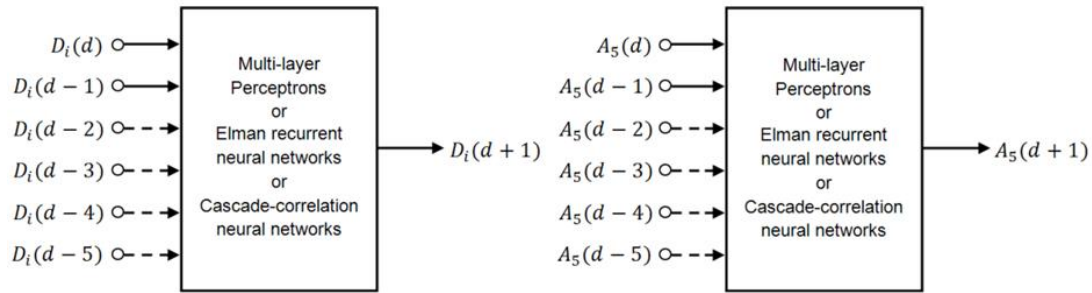 D_i(d)
D_i(d − 1)
D_i(d − 2)
D_i(d − 3)
D_i(d − 4)
D_i(d − 5)
Multi-layer
Perceptrons
or
Elman recurrent
neural networks
or
Cascade-correlation
neural networks
D_i(d + 1)
A_5(d)
A_5(d − 1)
A_5(d − 2)
A_5(d − 3)
A_5(d − 4)
A_5(d − 5)
Multi-layer
Perceptrons
or
Elman recurrent
neural networks
or
Cascade-correlation
neural networks
A_5(d + 1)